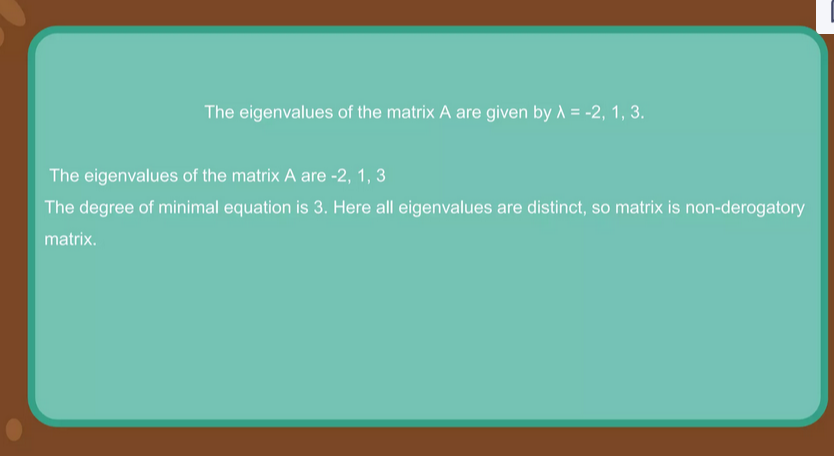 The eigenvalues of the matrix A are given by λ = -2, 1, 3.
The eigenvalues of the matrix A are -2, 1, 3
The degree of minimal equation is 3. Here all eigenvalues are distinct, so matrix is non-derogatory
matrix.